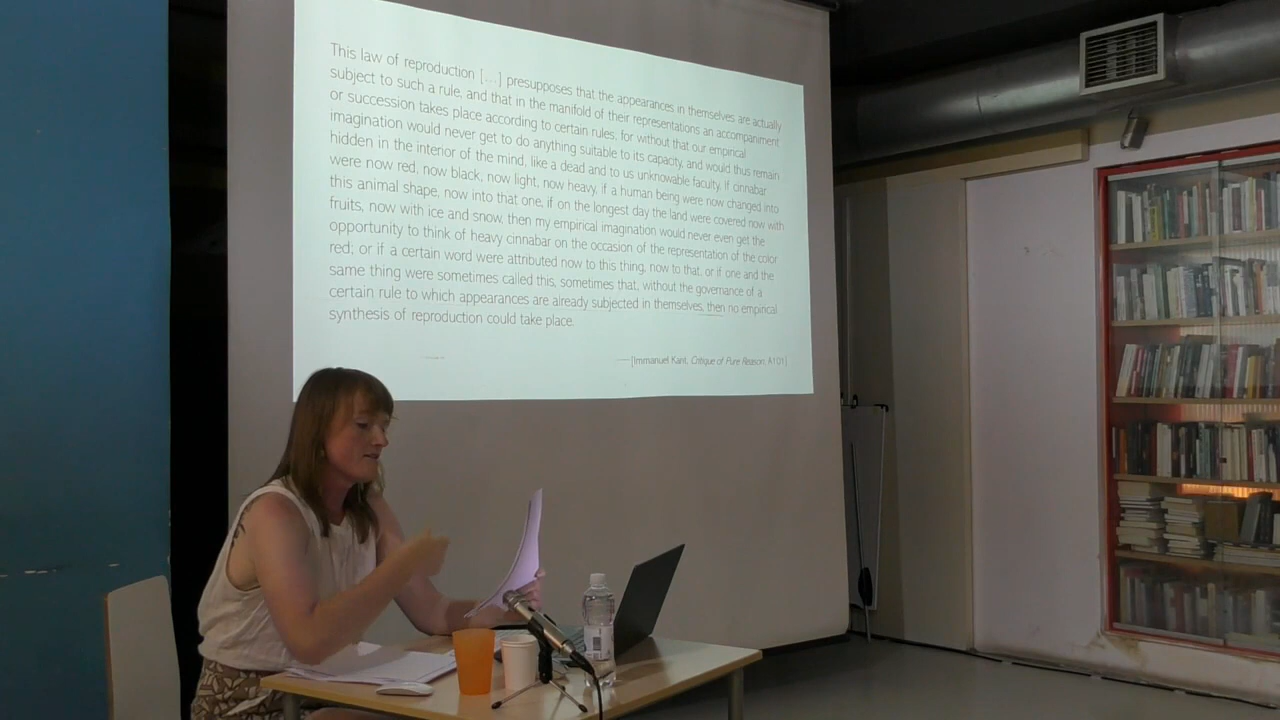 This law of reproduction [...] presupposes that the appearances in themselves are actually
subject to such a rule, and that in the manifold of their representations an accompaniment
or succession takes place according to certain rules; for without that our empirical
imagination would never get to do anything suitable to its capacity, and would thus remain
hidden in the interior of the mind, like a dead and to us unknowable faculty. If cinnabar
were now red, now black, now light, now heavy, if a human being were now changed into
this animal shape, now into that one, if on the longest day the land were covered now with
fruits, now with ice and snow, then my empirical imagination would never even get the
opportunity to think of heavy cinnabar on the occasion of the representation of the color
red; or if a certain word were attributed now to this thing, now to that, or if one and the
same thing were sometimes called this, sometimes that, without the governance of a
certain rule to which appearances are already subjected in themselves, then no empirical
synthesis of reproduction could take place.
—[Immanuel Kant, Critique of Pure Reason, A101]